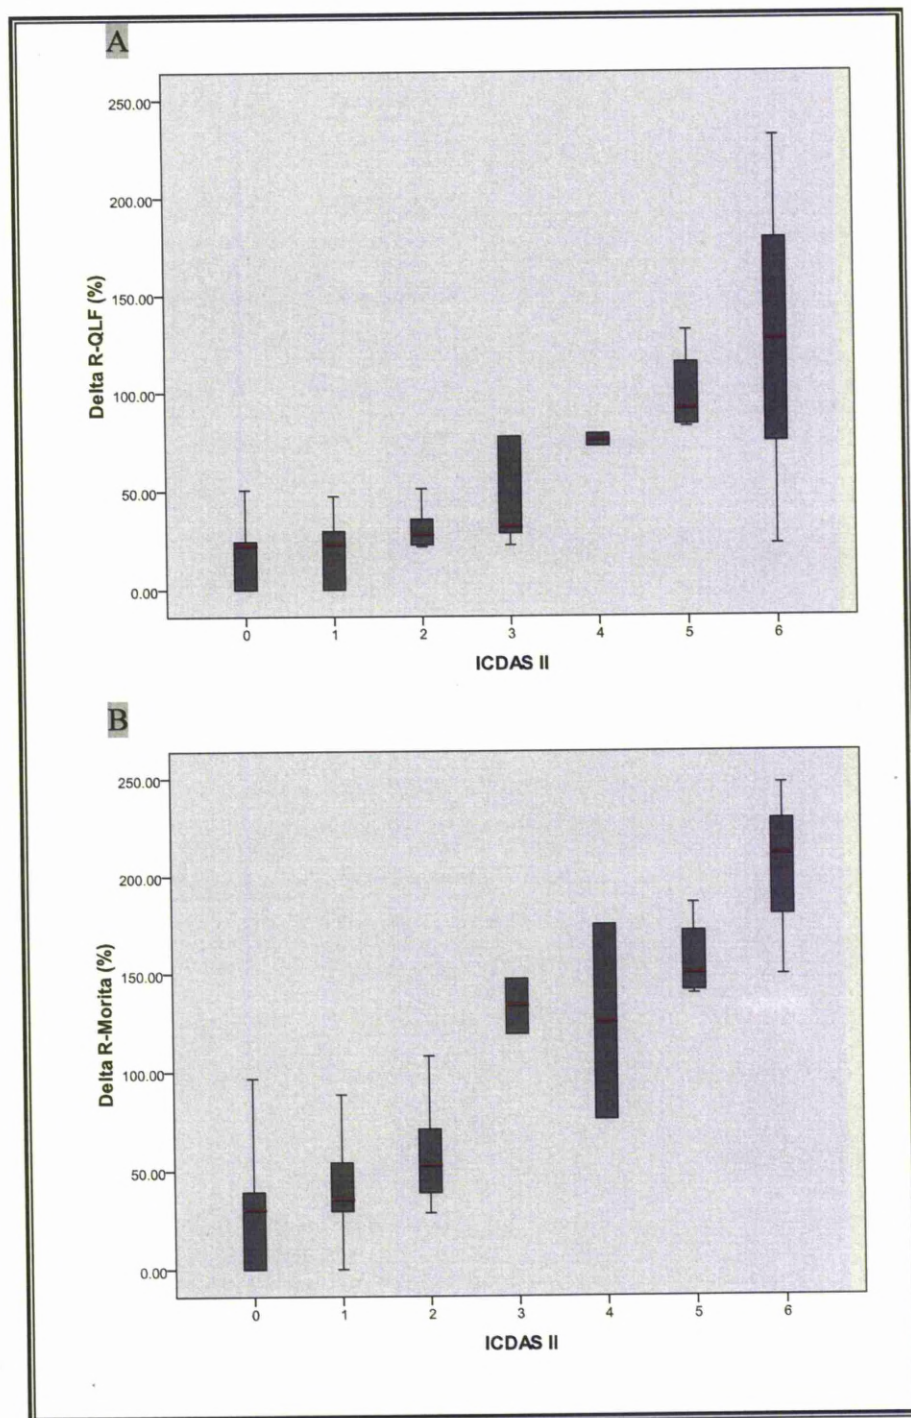 A
250.00
200.00
150.00
100.00
50.00
0.00
Delta R-QLF (%)
0 1 2 3 4 5 6
ICDAS II
B
250.00
200.00
150.00
100.00
50.00
0.00
Delta R-Morita (%)
0 1 2 3 4 5 6
ICDAS II